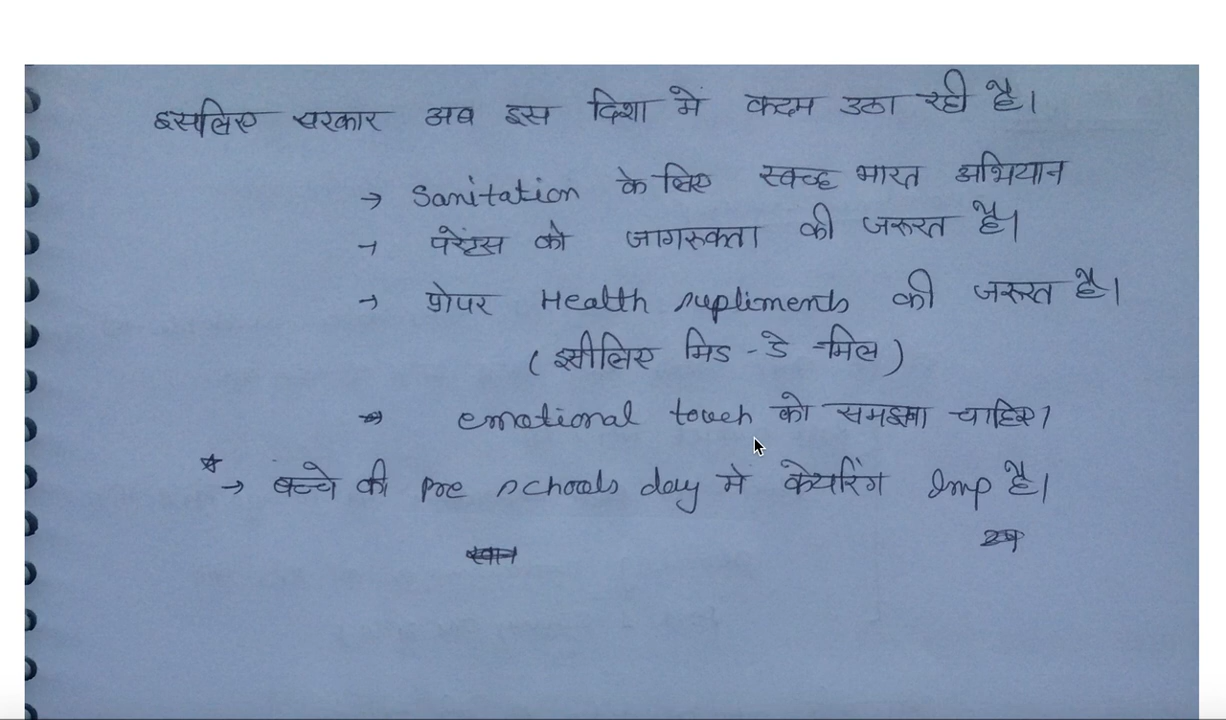 इसलिए सरकार अब इस दिशा में कदम उठा रही है।
→ Sanitation के लिए स्वच्छ भारत अभियान
→ पेरेंट्स को जागरुकता की जरुरत है।
→ प्रोपर Health supliments की जरुरत है।
(इसीलिए मिड-डे-मिल)
→ emotional touch को समझना चाहिए।
☆→ बच्चे की pre schools day में केयरिंग Imp है।